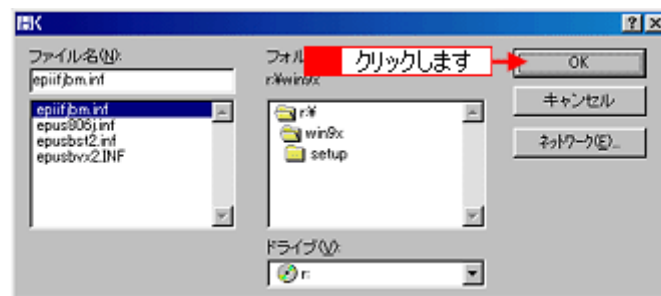 開く
ファイル名(N):
epiifjbm.inf
epiifjbm.inf
epus806j.inf
epusbst2.inf
epusbvx2.INF
フォル
r:¥win9x
r:¥
win9x
setup
ドライブ(V):
r:
クリックします
OK
キャンセル
ネットワーク(E)...